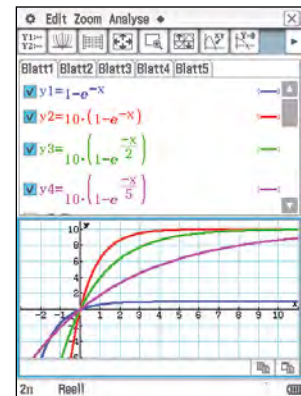 Edit Zoom Analyse
Blatt1 Blatt2 Blatt3 Blatt4 Blatt5
y1=1-e^-x
y2=10·(1-e^-x)
y3=10·(1-e^(-x/2))
y4=10·(1-e^(-x/5))
y
10
8
6
4
2
x
-2 -1 1 2 3 4 5 6 7 8 9 10
2π Reell